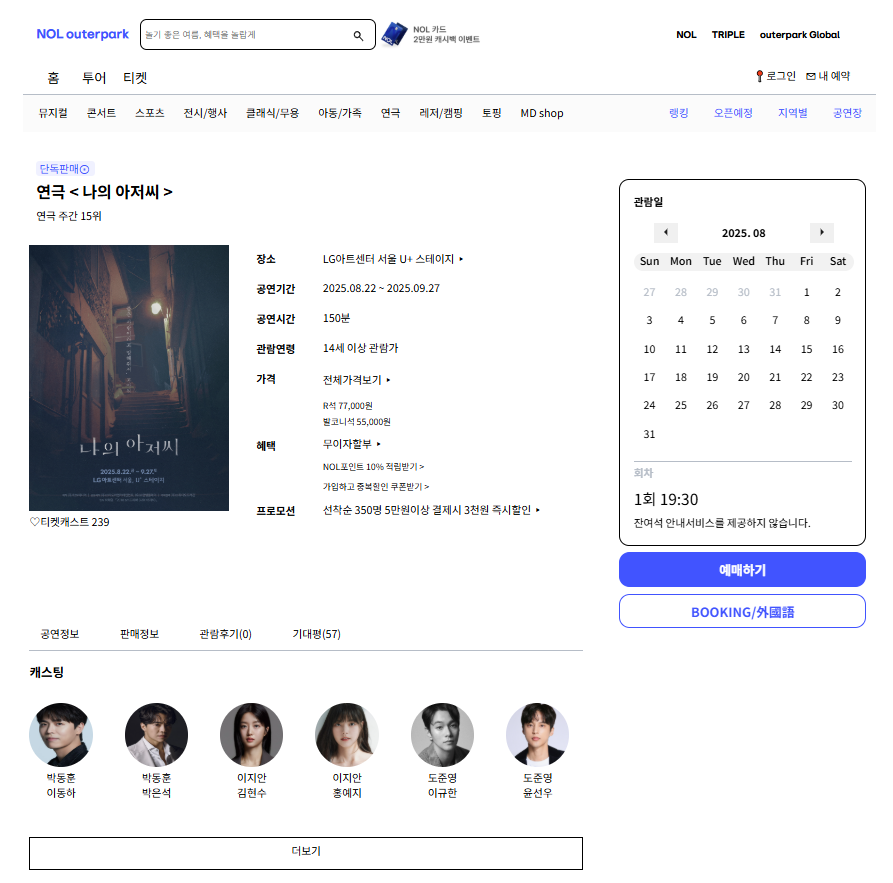 NOL outerpark
놀기 좋은 여름, 혜택을 놀랍게
NOL
NOL 카드
2만원 캐시백 이벤트
NOL TRIPLE outerpark Global
홈 투어 티켓
로그인 내 예약
뮤지컬 콘서트 스포츠 전시/행사 클래식/무용 아동/가족 연극 레저/캠핑 토핑 MD shop
랭킹 오픈예정 지역별 공연장
단독판매
연극 < 나의 아저씨 >
연극 주간 15위
나의 아저씨
2025.8.22.금 – 9.27.토
LG아트센터 서울, U+ 스테이지
♡티켓캐스트 239
장소 LG아트센터 서울 U+ 스테이지
공연기간 2025.08.22 ~ 2025.09.27
공연시간 150분
관람연령 14세 이상 관람가
가격 전체가격보기
R석 77,000원
발코니석 55,000원
혜택 무이자할부
NOL포인트 10% 적립받기 >
가입하고 중복할인 쿠폰받기 >
프로모션 선착순 350명 5만원이상 결제시 3천원 즉시할인
관람일
2025. 08
Sun Mon Tue Wed Thu Fri Sat
27 28 29 30 31 1 2
3 4 5 6 7 8 9
10 11 12 13 14 15 16
17 18 19 20 21 22 23
24 25 26 27 28 29 30
31
회차
1회 19:30
잔여석 안내서비스를 제공하지 않습니다.
예매하기
BOOKING/外國語
공연정보 판매정보 관람후기(0) 기대평(57)
캐스팅
박동훈 박동훈 이지안 이지안 도준영 도준영
이동하 박은석 김현수 홍예지 이규한 윤선우
더보기